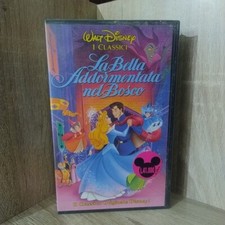 Walt Disney
I CLASSICI
La Bella
Addormentata
nel Bosco